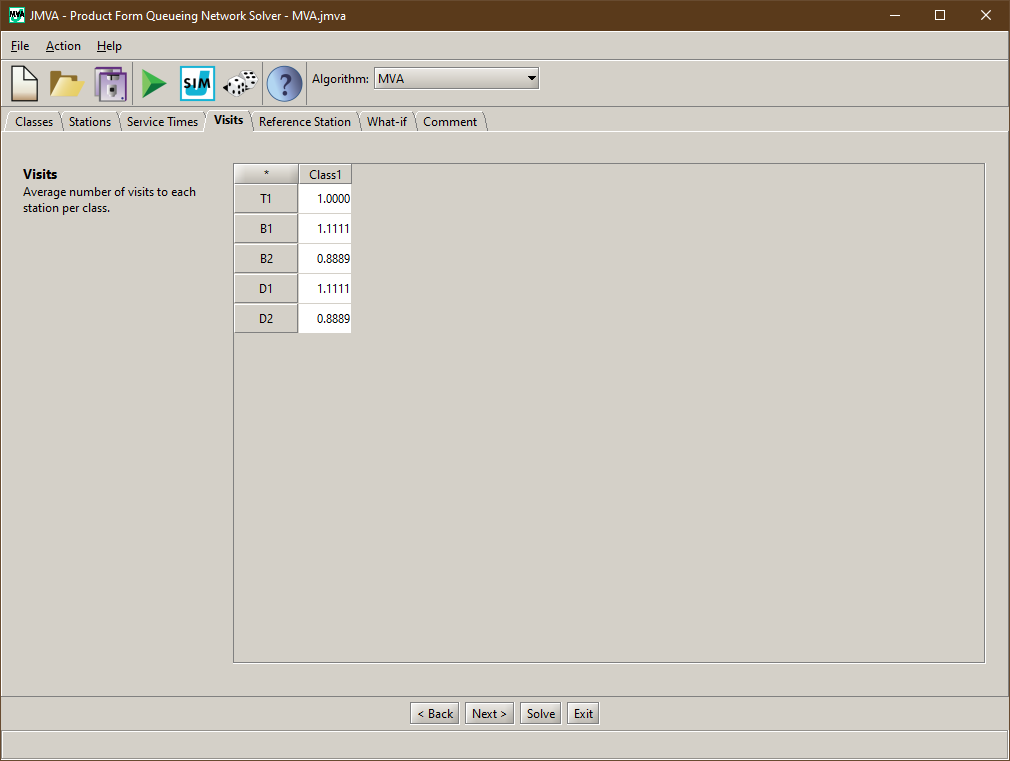 JMVA - Product Form Queueing Network Solver - MVA.jmva
File Action Help
SIM ? Algorithm: MVA
Classes Stations Service Times Visits Reference Station What-if Comment
Visits
Average number of visits to each
station per class.
* Class1
T1 1.0000
B1 1.1111
B2 0.8889
D1 1.1111
D2 0.8889
< Back Next > Solve Exit